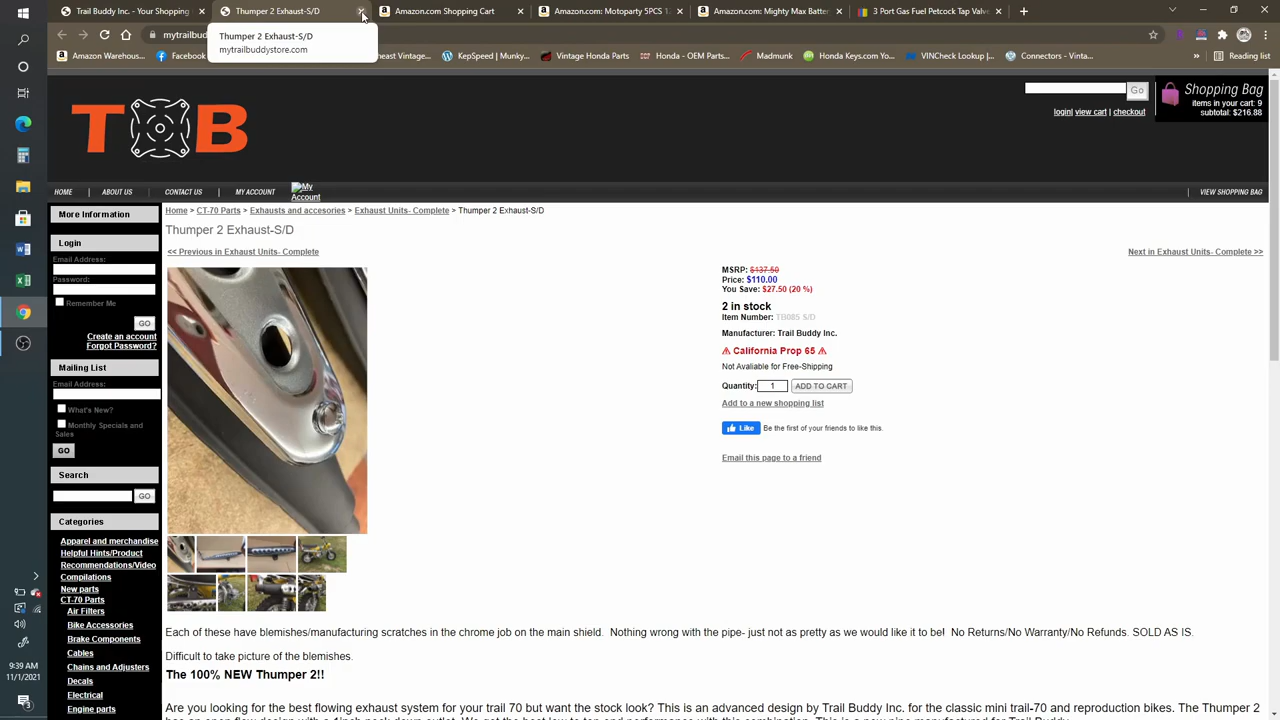 Thumper 2 Exhaust-S/D
Amazon.com Shopping Cart
Amazon.com: Motoparty 50CC 1
Amazon.com: My Mags Batter
3 Port Gas Fuel Valve Petcock
mytrailbudd
Thumper 2 Exhaust-S/D
mytrailbuddystore.com
Amazon Warehouse...
Facebook
east Vintage...
KepSpeed | Munky...
Vintage Honda Parts...
Honda - OEM Parts...
Madmunk
Honda Keys.com Yo...
VINCheck Lookup |...
Connectors - Vinta...
TB
Go
Shopping Bag
items in your cart: 9
subtotal: $216.88
login| view cart | checkout
HOME | ABOUT US | CONTACT US | MY ACCOUNT
My Account
VIEW SHOPPING BAG
More Information
Home > CT-70 Parts > Exhausts and accesories > Exhaust Units- Complete > Thumper 2 Exhaust-S/D
Thumper 2 Exhaust-S/D
<< Previous in Exhaust Units- Complete
Next in Exhaust Units- Complete >>
Login
Email Address:
Password:
Remember Me
GO
Create an account
Forgot Password?
Mailing List
Email Address:
What's New?
Monthly Specials and Sales
GO
Search
GO
Categories
Apparel and merchandise
Helpful Hints/Product
Recommendations/Video
Compilations
New parts
CT-70 Parts
Air Filters
Bike Accessories
Brake Components
Cables
Chains and Adjusters
Decals
Electrical
Engine parts
MSRP: $137.50
Price: $110.00
You Save: $27.50 (20 %)
2 in stock
Item Number: TB085 S/D
Manufacturer: Trail Buddy Inc.
⚠ California Prop 65 ⚠
Not Avaliable for Free-Shipping
Quantity: 1 ADD TO CART
Add to a new shopping list
Like Be the first of your friends to like this.
Email this page to a friend
Each of these have blemishes/manufacturing scratches in the chrome job on the main shield. Nothing wrong with the pipe- just not as pretty as we would like it to be! No Returns/No Warranty/No Refunds. SOLD AS IS.
Difficult to take picture of the blemishes.
The 100% NEW Thumper 2!!
Are you looking for the best flowing exhaust system for your trail 70 but want the stock look? This is an advanced design by Trail Buddy Inc. for the classic mini trail-70 and reproduction bikes. The Thumper 2
9:39 AM
11/30/2021